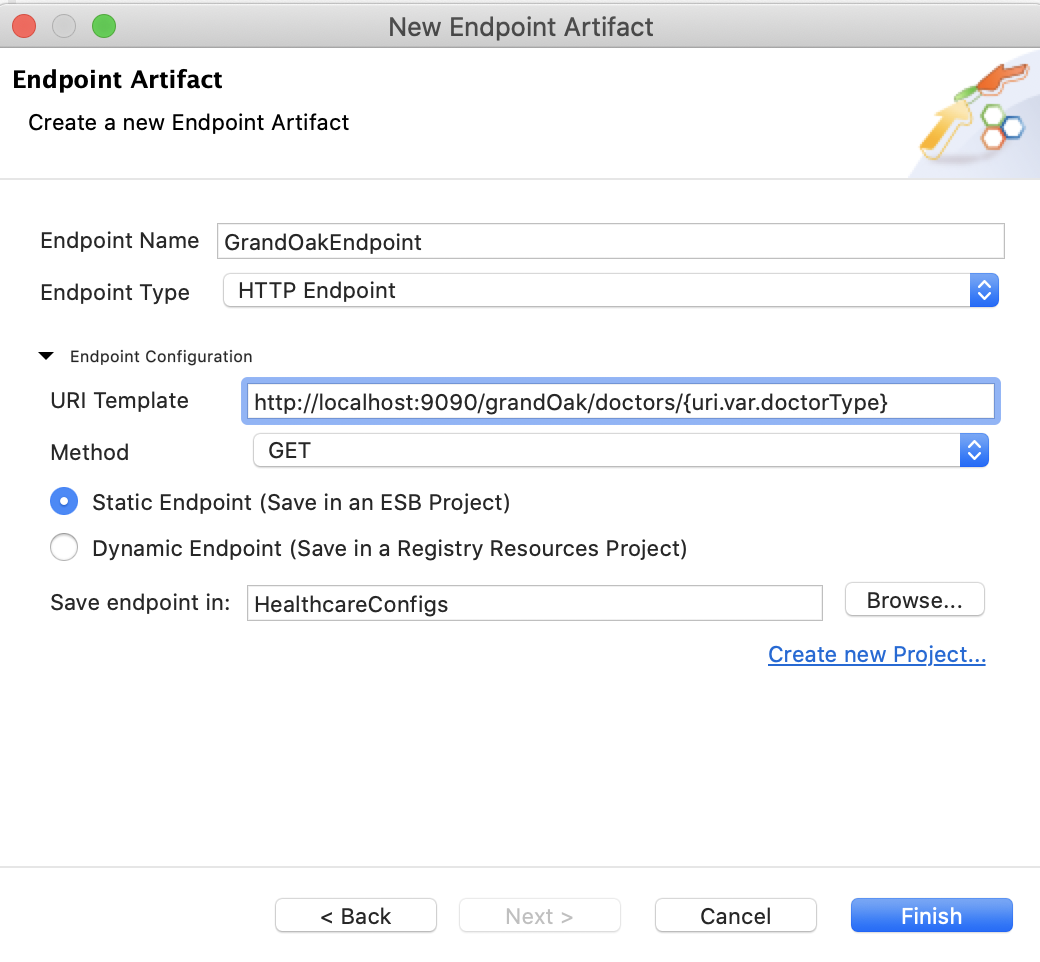 New Endpoint Artifact
Endpoint Artifact
Create a new Endpoint Artifact
Endpoint Name GrandOakEndpoint
Endpoint Type HTTP Endpoint
Endpoint Configuration
URI Template http://localhost:9090/grandOak/doctors/{uri.var.doctorType}
Method GET
Static Endpoint (Save in an ESB Project)
Dynamic Endpoint (Save in a Registry Resources Project)
Save endpoint in: HealthcareConfigs Browse...
Create new Project...
< Back Next > Cancel Finish